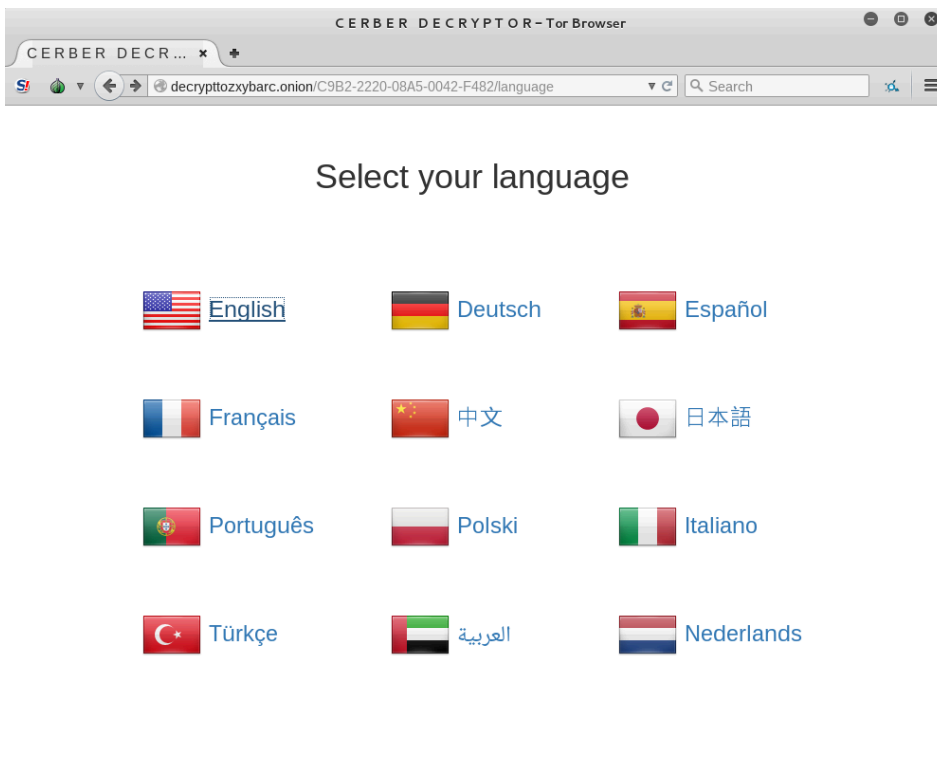 CERBER DECRYPTOR – Tor Browser
CERBER DECR...
decrypttozxybarc.onion/C9B2-2220-08A5-0042-F482/language
Search
Select your language
English Deutsch Español
Français 中文 日本語
Português Polski Italiano
Türkçe العربية Nederlands